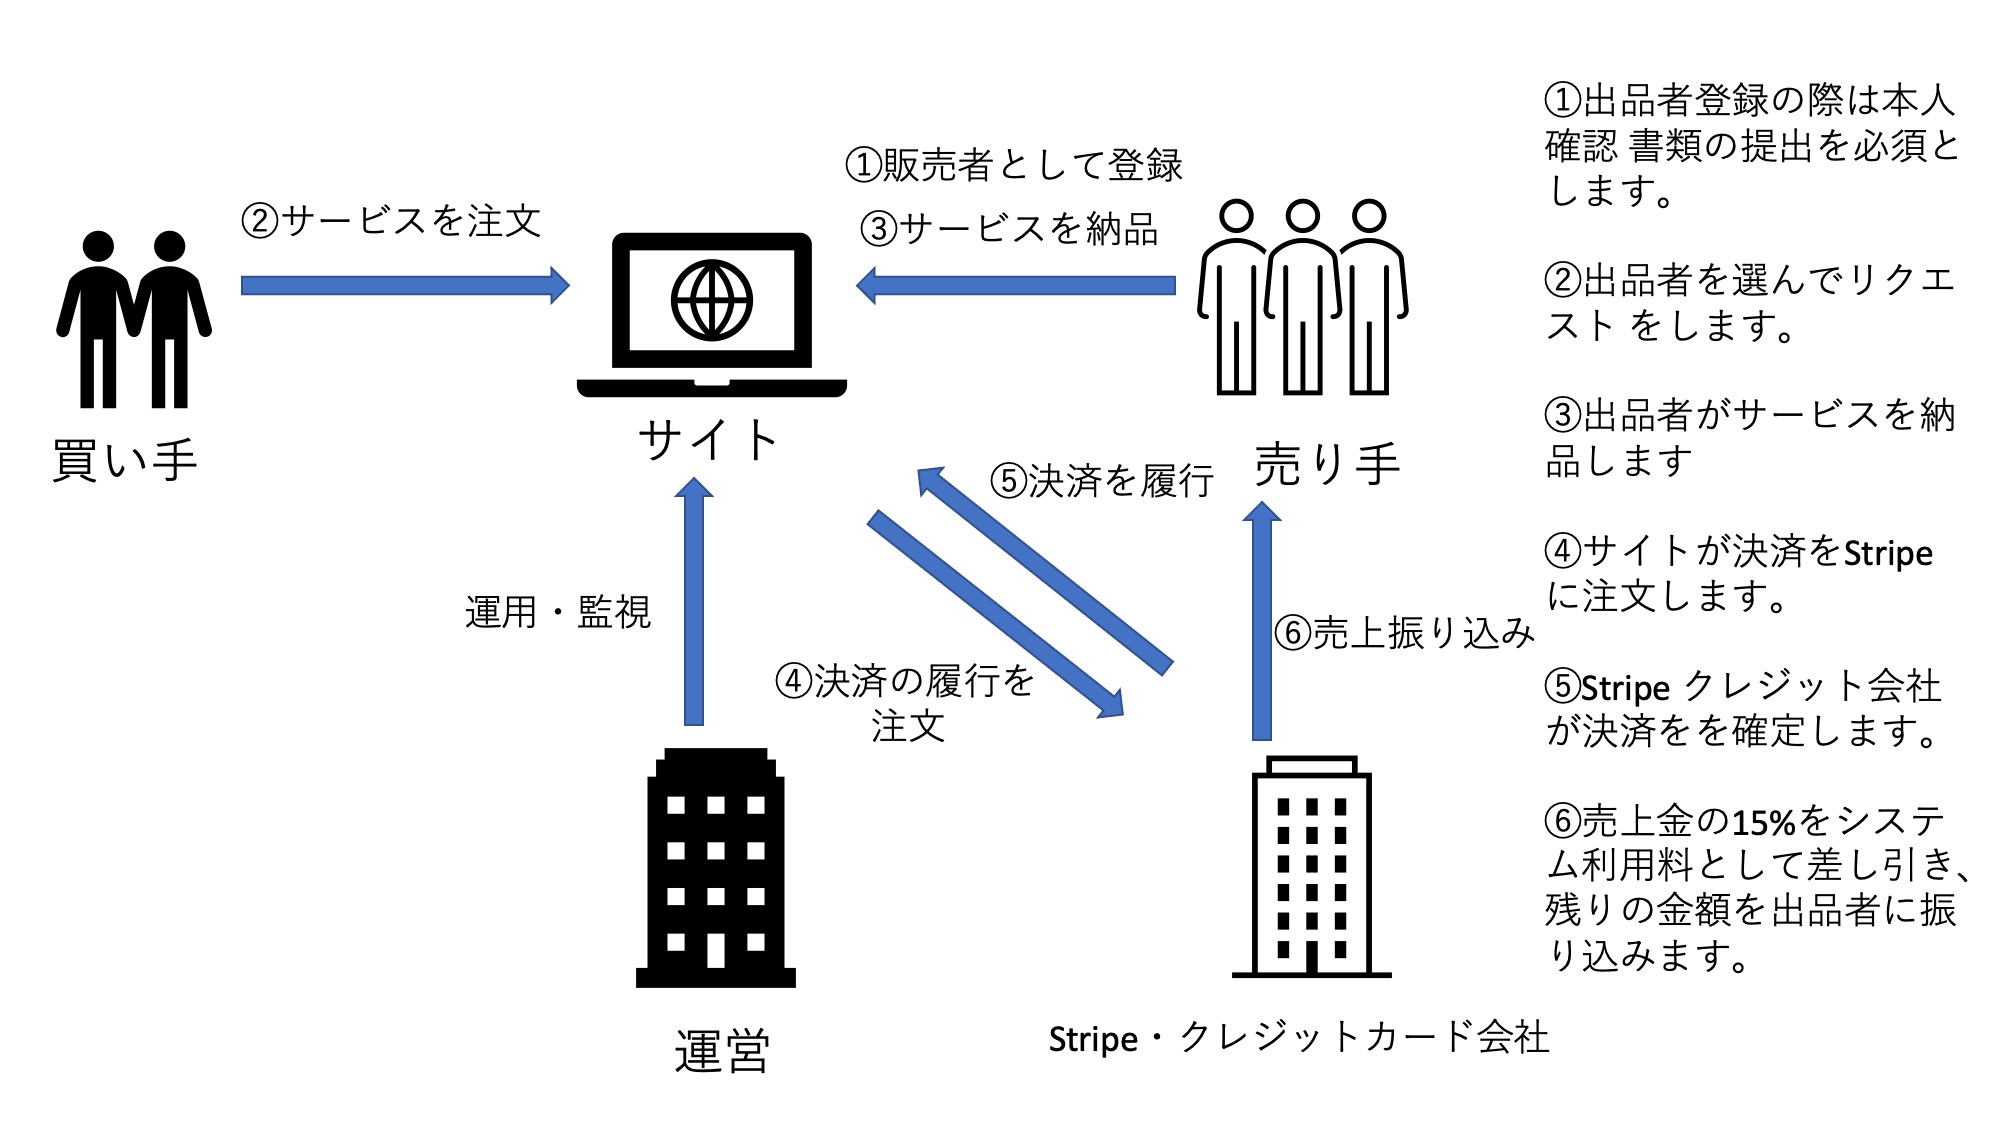 ①販売者として登録
③サービスを納品
②サービスを注文
買い手
サイト
売り手
⑤決済を履行
運用・監視
④決済の履行を
注文
⑥売上振り込み
運営
Stripe・クレジットカード会社
①出品者登録の際は本人
確認 書類の提出を必須と
します。
②出品者を選んでリクエ
スト をします。
③出品者がサービスを納
品します
④サイトが決済をStripe
に注文します。
⑤Stripe クレジット会社
が決済をを確定します。
⑥売上金の15%をシステ
ム利用料として差し引き、
残りの金額を出品者に振
り込みます。